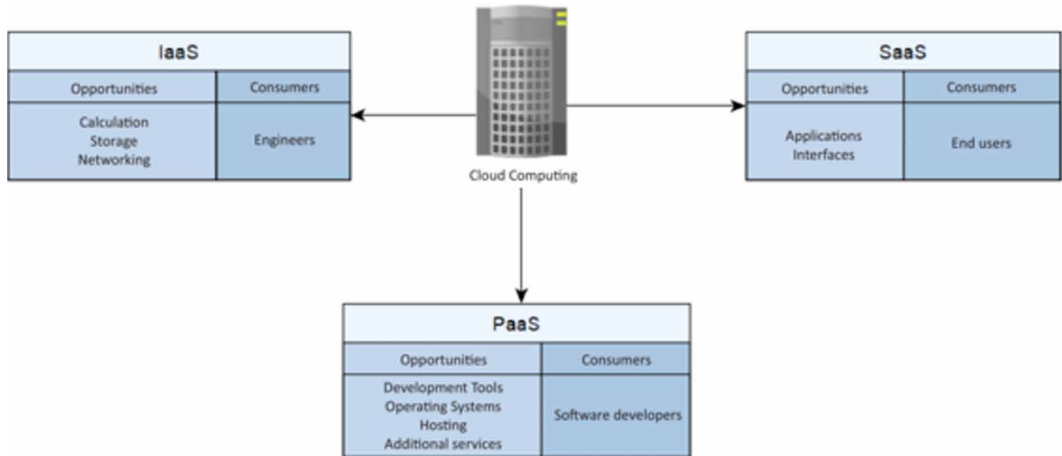 IaaS
Opportunities
Consumers
Calculation
Storage
Networking
Engineers
Cloud Computing
SaaS
Opportunities
Consumers
Applications
Interfaces
End users
PaaS
Opportunities
Consumers
Development Tools
Operating Systems
Hosting
Additional services
Software developers